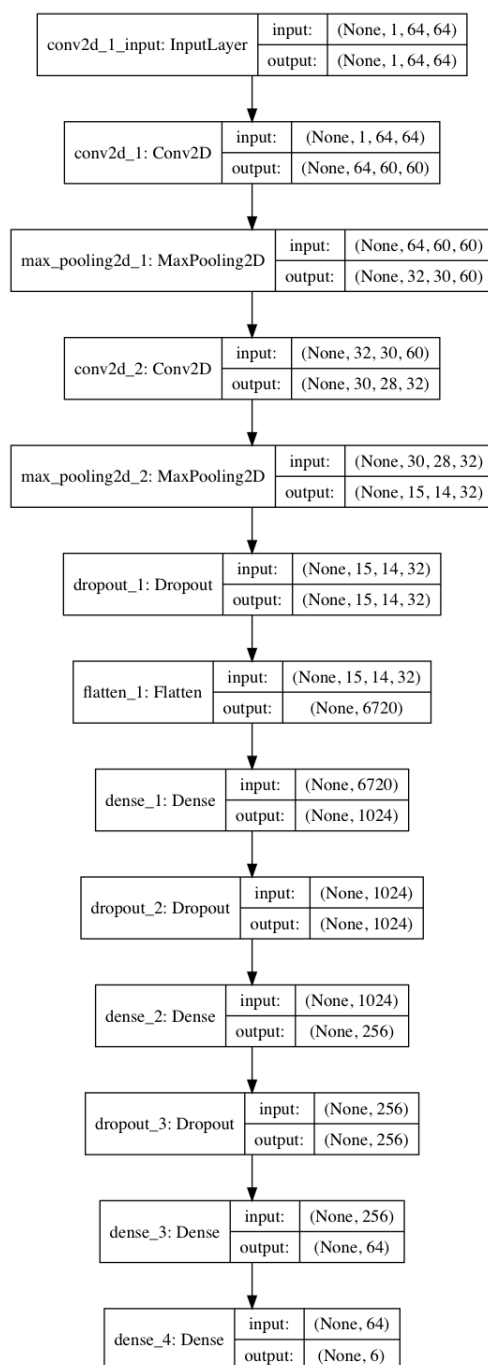 conv2d_1_input: InputLayer
input: (None, 1, 64, 64)
output: (None, 1, 64, 64)
conv2d_1: Conv2D
input: (None, 1, 64, 64)
output: (None, 64, 60, 60)
max_pooling2d_1: MaxPooling2D
input: (None, 64, 60, 60)
output: (None, 32, 30, 60)
conv2d_2: Conv2D
input: (None, 32, 30, 60)
output: (None, 30, 28, 32)
max_pooling2d_2: MaxPooling2D
input: (None, 30, 28, 32)
output: (None, 15, 14, 32)
dropout_1: Dropout
input: (None, 15, 14, 32)
output: (None, 15, 14, 32)
flatten_1: Flatten
input: (None, 15, 14, 32)
output: (None, 6720)
dense_1: Dense
input: (None, 6720)
output: (None, 1024)
dropout_2: Dropout
input: (None, 1024)
output: (None, 1024)
dense_2: Dense
input: (None, 1024)
output: (None, 256)
dropout_3: Dropout
input: (None, 256)
output: (None, 256)
dense_3: Dense
input: (None, 256)
output: (None, 64)
dense_4: Dense
input: (None, 64)
output: (None, 6)